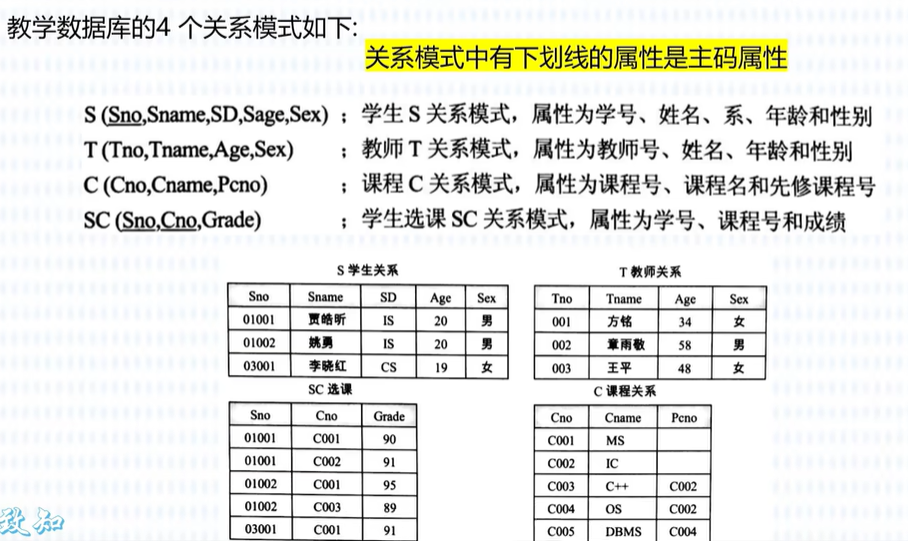 教学数据库的4 个关系模式如下:
关系模式中有下划线的属性是主码属性
S (Sno,Sname,SD,Sage,Sex) ；学生 S 关系模式，属性为学号、姓名、系、年龄和性别
T (Tno,Tname,Age,Sex) ；教师 T 关系模式，属性为教师号、姓名、年龄和性别
C (Cno,Cname,Pcno) ；课程 C 关系模式，属性为课程号、课程名和先修课程号
SC (Sno,Cno,Grade) ；学生选课 SC 关系模式，属性为学号、课程号和成绩
S 学生关系
Sno Sname SD Age Sex
01001 贾皓昕 IS 20 男
01002 姚勇 IS 20 男
03001 李晓红 CS 19 女
T 教师关系
Tno Tname Age Sex
001 方铭 34 女
002 章雨敬 58 男
003 王平 48 女
SC 选课
Sno Cno Grade
01001 C001 90
01001 C002 91
01002 C001 95
01002 C003 89
03001 C001 91
C 课程关系
Cno Cname Pcno
C001 MS
C002 IC
C003 C++ C002
C004 OS C002
C005 DBMS C004
致知